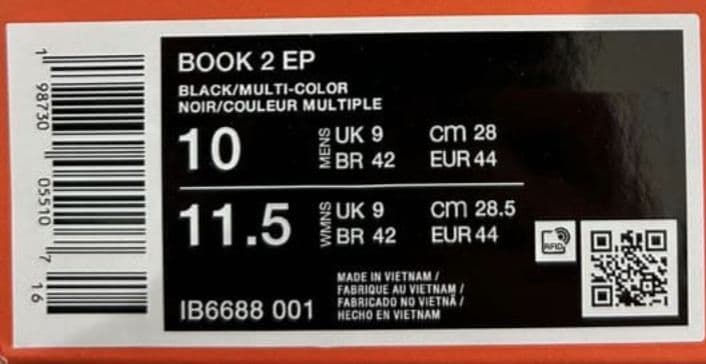 1 98730 05510 7 16
BOOK 2 EP
BLACK/MULTI-COLOR
NOIR/COULEUR MULTIPLE
10 MENS UK 9 cm 28
BR 42 EUR 44
11.5 WMNS UK 9 cm 28.5
BR 42 EUR 44
RFID
IB6688 001
MADE IN VIETNAM /
FABRIQUE AU VIETNAM /
FABRICADO NO VIETNÃ /
HECHO EN VIETNAM